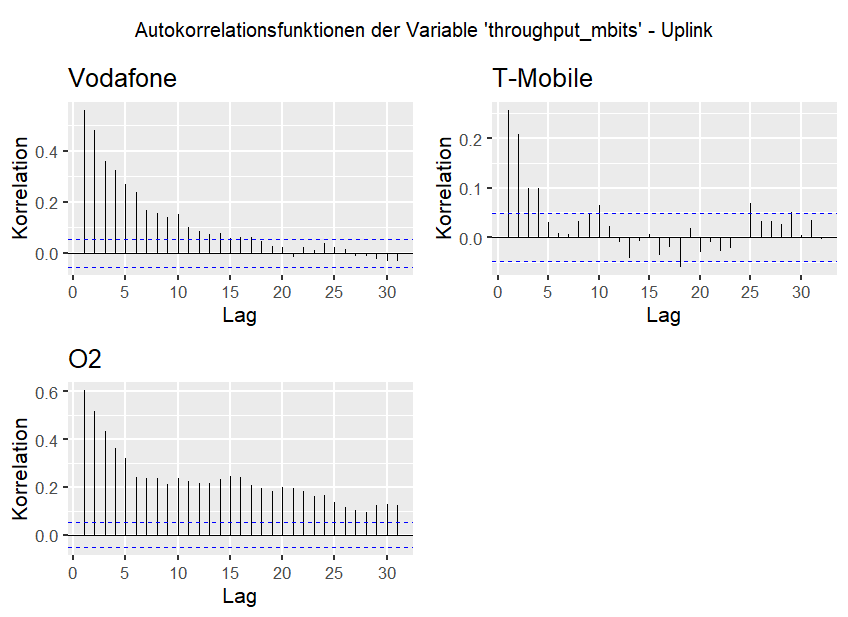 Autokorrelationsfunktionen der Variable 'throughput_mbits' - Uplink
Vodafone
Korrelation
0.4
0.2
0.0
0 5 10 15 20 25 30
Lag
T-Mobile
Korrelation
0.2
0.1
0.0
0 5 10 15 20 25 30
Lag
O2
Korrelation
0.6
0.4
0.2
0.0
0 5 10 15 20 25 30
Lag